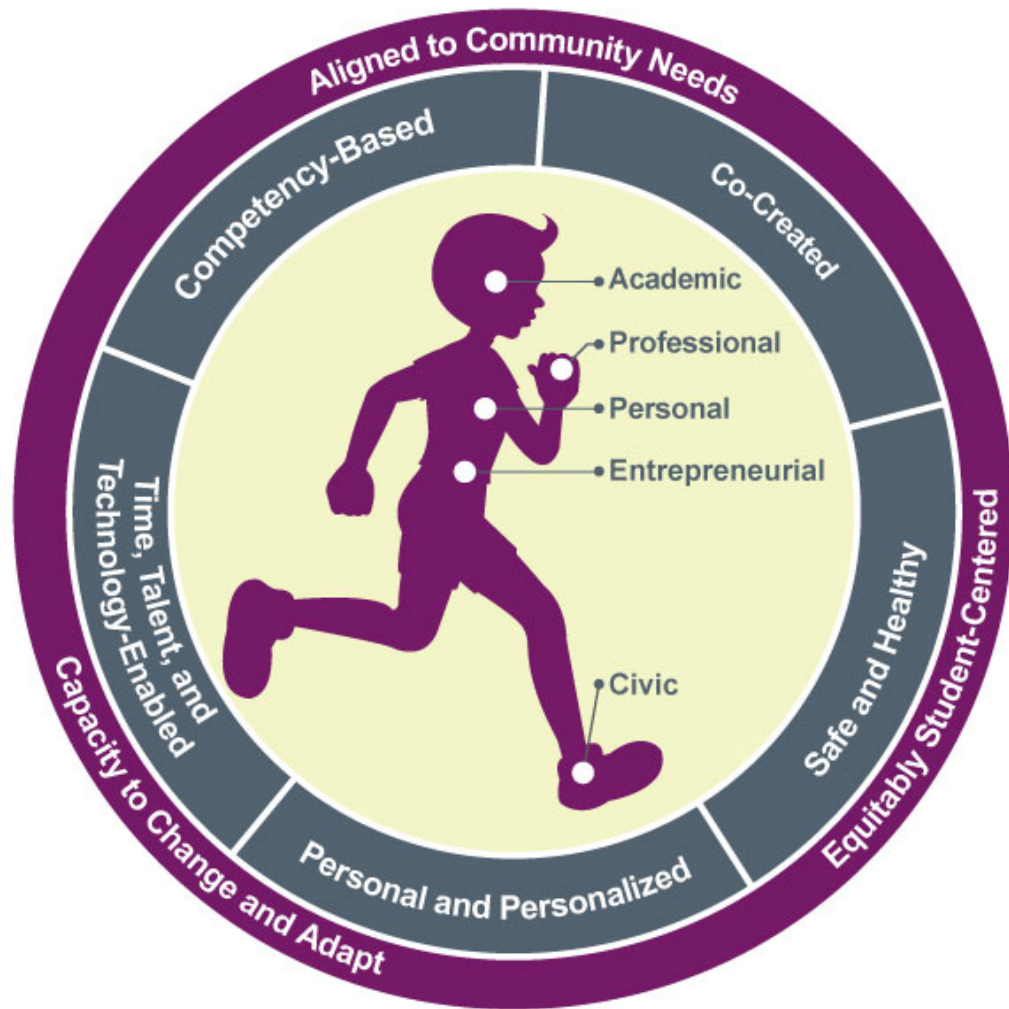 Aligned to Community Needs
Competency-Based
Co-Created
Academic
Professional
Personal
Entrepreneurial
Civic
Time, Talent, and
Technology-Enabled
Safe and Healthy
Personal and Personalized
Capacity to Change and Adapt
Equitably Student-Centered